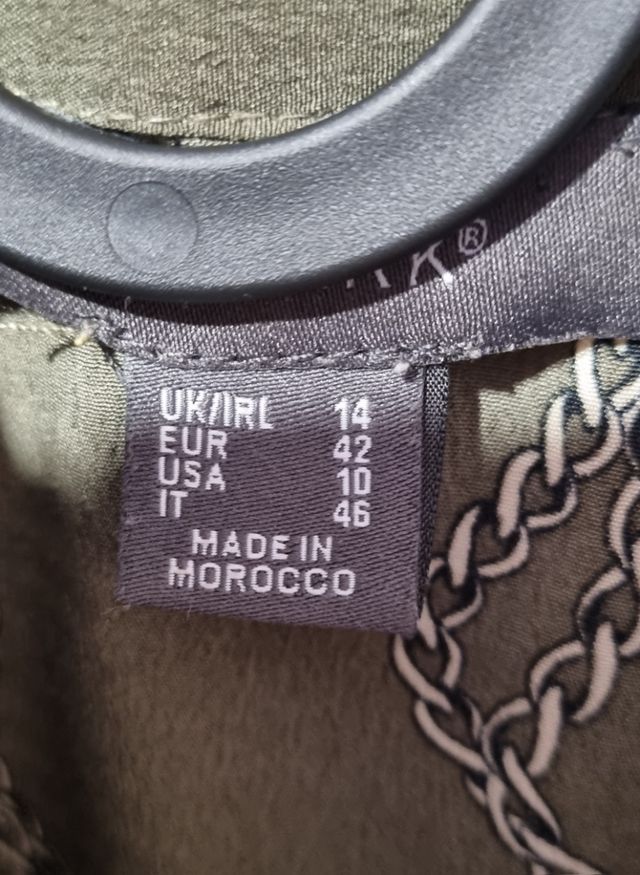 UK/IRL 14
EUR 42
USA 10
IT 46
MADE IN
MOROCCO